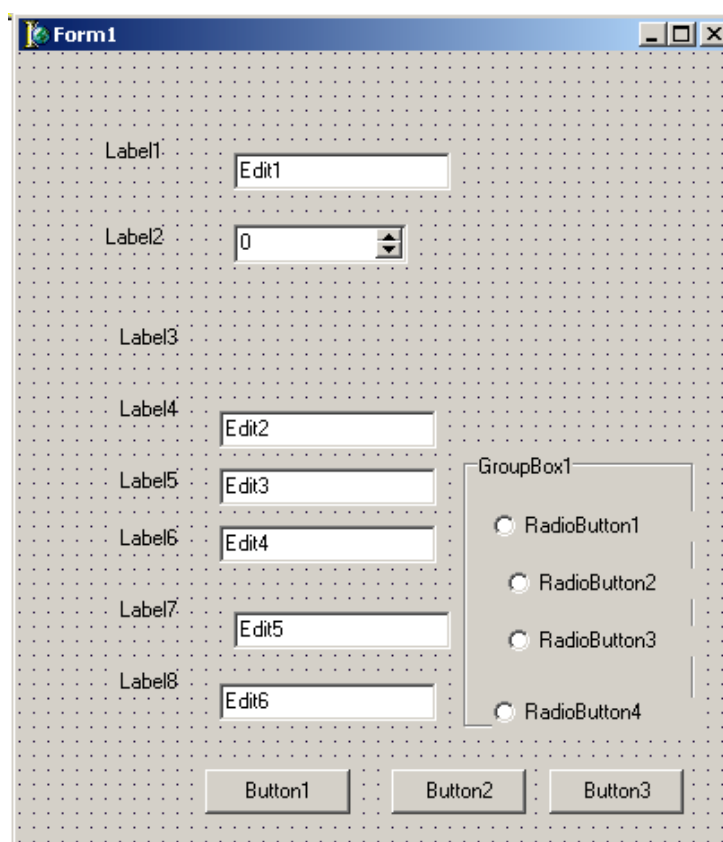 Form1
Label1
Edit1
Label2
0
Label3
Label4
Edit2
Label5
Edit3
GroupBox1
Label6
Edit4
RadioButton1
RadioButton2
Label7
Edit5
RadioButton3
Label8
Edit6
RadioButton4
Button1
Button2
Button3